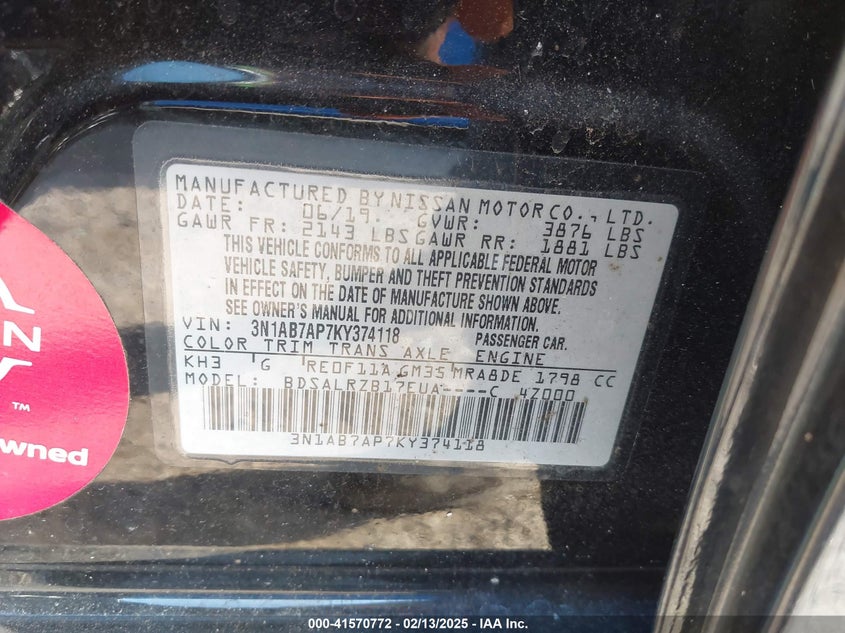 MANUFACTURED BY NISSAN MOTOR CO., LTD.
DATE: 06/19 GVWR: 3876 LBS
GAWR FR: 2143 LBS GAWR RR: 1881 LBS
THIS VEHICLE CONFORMS TO ALL APPLICABLE FEDERAL MOTOR
VEHICLE SAFETY, BUMPER AND THEFT PREVENTION STANDARDS
IN EFFECT ON THE DATE OF MANUFACTURE SHOWN ABOVE.
SEE OWNER'S MANUAL FOR ADDITIONAL INFORMATION.
VIN: 3N1AB7AP7KY374118 PASSENGER CAR.
COLOR TRIM TRANS AXLE ENGINE
KH3 G RE0F11A GM35 MRA8DE 1798 CC
MODEL: BDSALRZB17EUA----C 4Z000
3N1AB7AP7KY374118
N
TM
wned
000-41570772 - 02/13/2025 - IAA Inc.